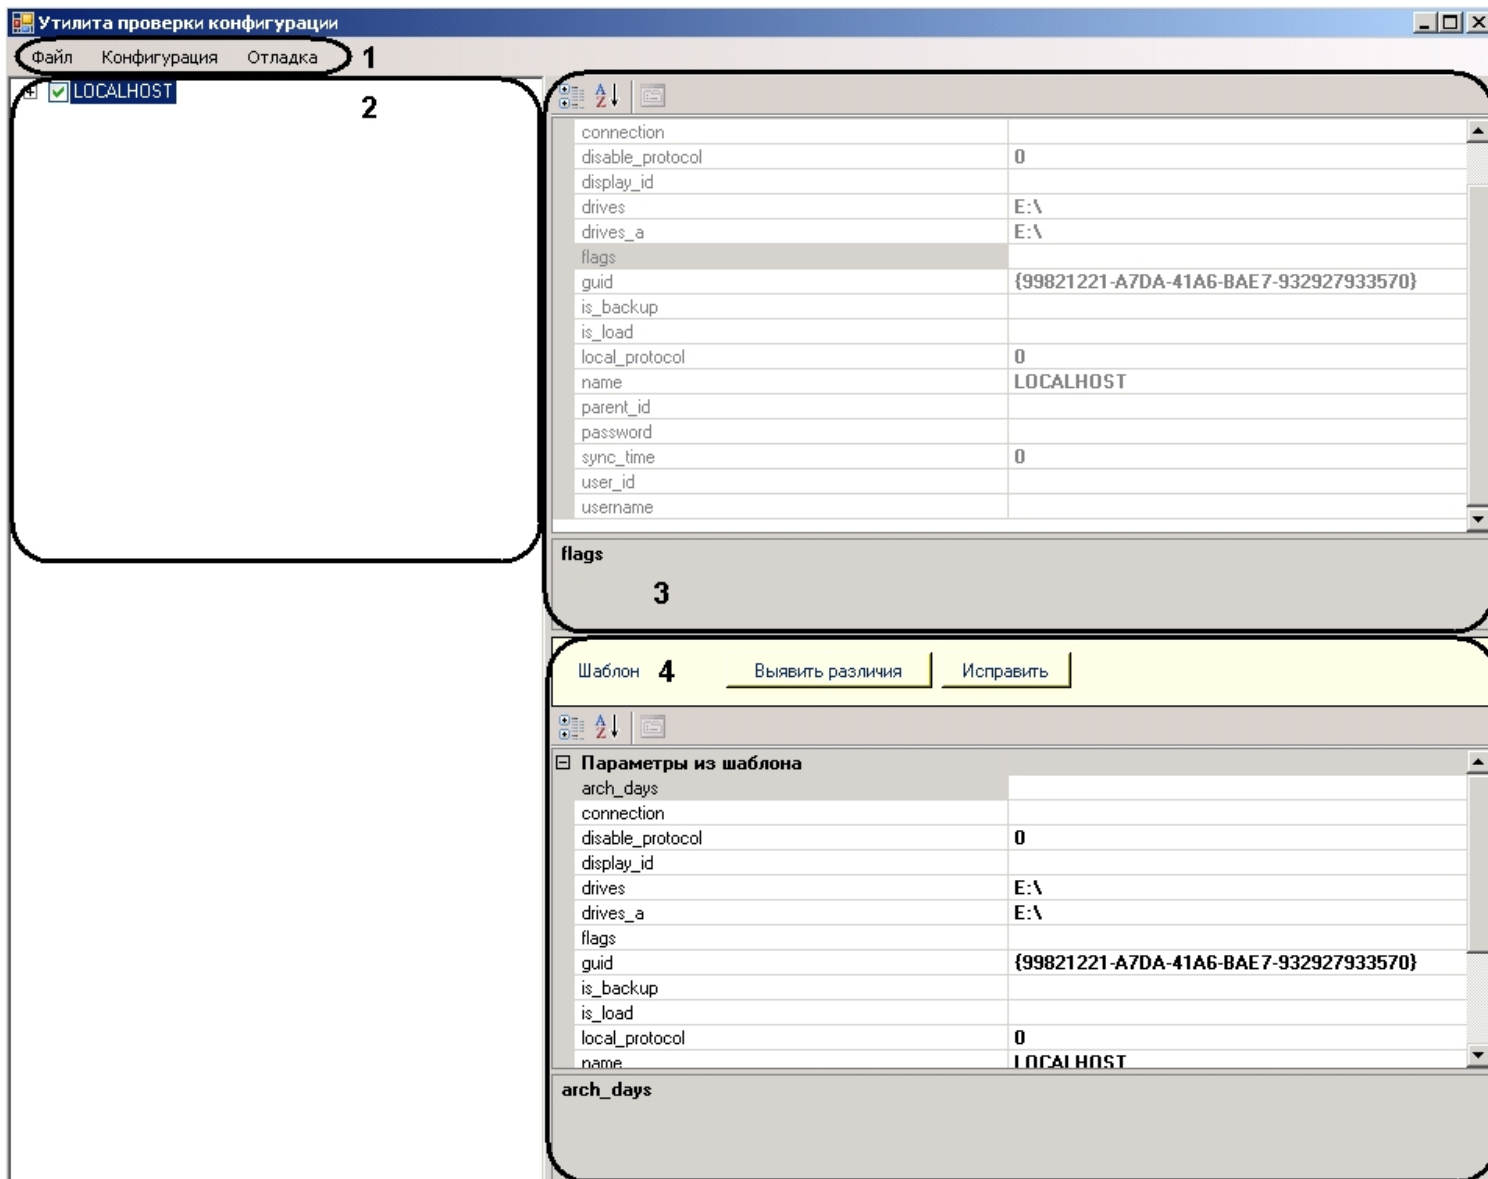 Утилита проверки конфигурации
Файл Конфигурация Отладка 1
LOCALHOST
2
connection
disable_protocol 0
display_id
drives E:\
drives_a E:\
flags
guid {99821221-A7DA-41A6-BAE7-932927933570}
is_backup
is_load
local_protocol 0
name LOCALHOST
parent_id
password
sync_time 0
user_id
username
flags
3
Шаблон 4 Выявить различия Исправить
Параметры из шаблона
arch_days
connection
disable_protocol 0
display_id
drives E:\
drives_a E:\
flags
guid {99821221-A7DA-41A6-BAE7-932927933570}
is_backup
is_load
local_protocol 0
name LOCALHOST
arch_days